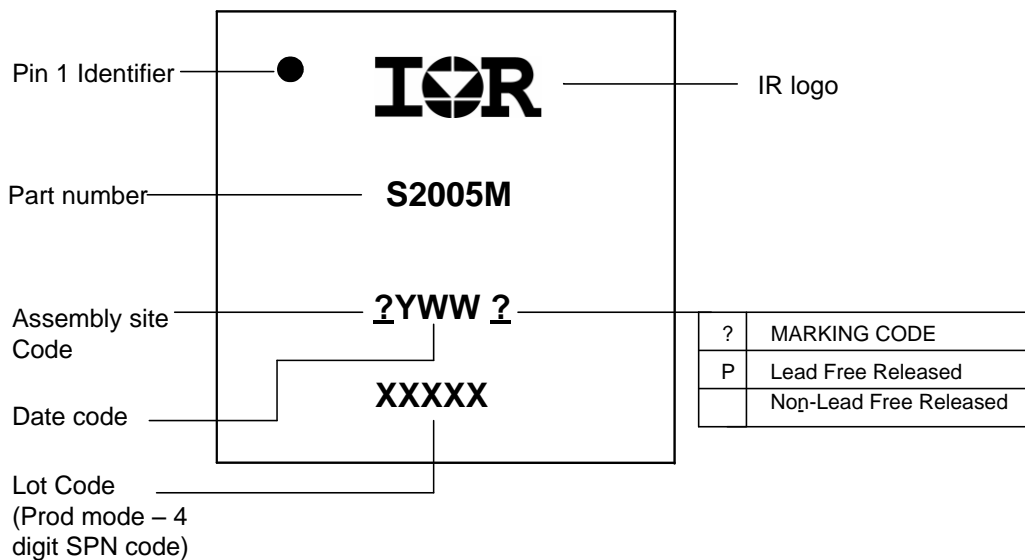 Pin 1 Identifier
IOR
IR logo
Part number
S2005M
Assembly site
Code
?YWW ?
? MARKING CODE
P Lead Free Released
Non-Lead Free Released
Date code
XXXXX
Lot Code
(Prod mode – 4
digit SPN code)